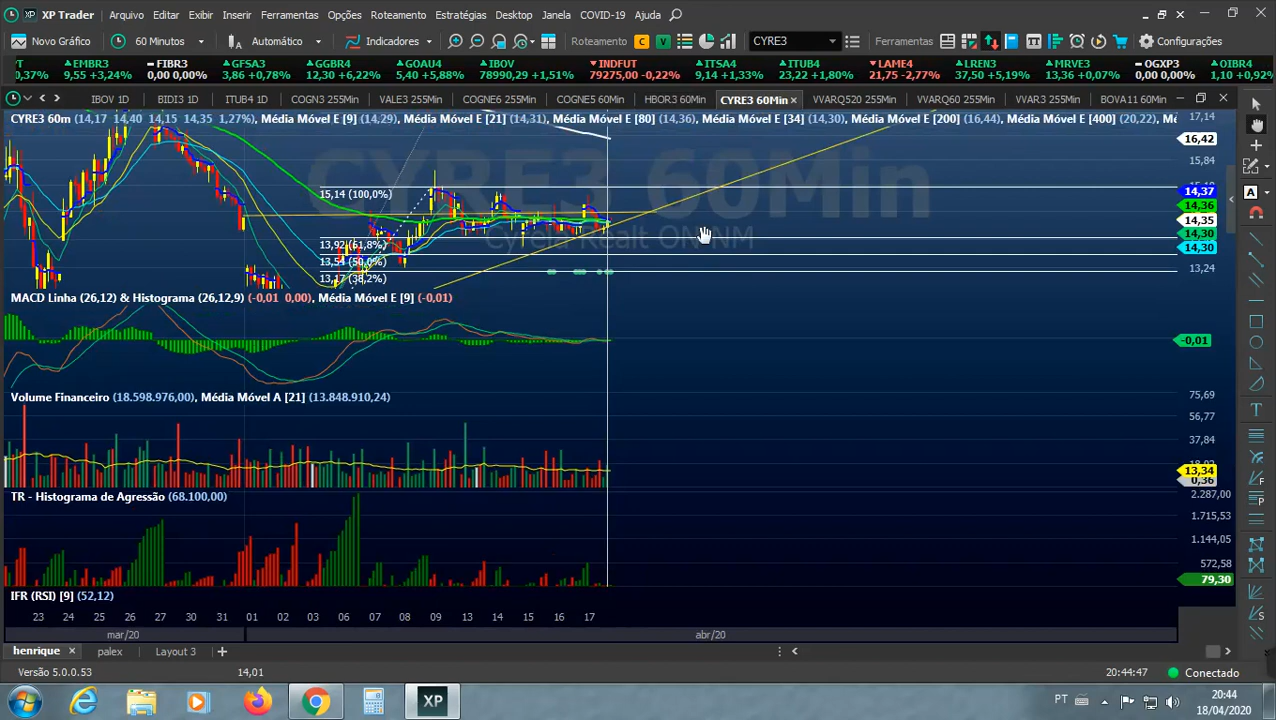 XP Trader Arquivo Editar Exibir Inserir Ferramentas Opções Roteamento Estratégias Desktop Janela COVID-19 Ajuda
Novo Gráfico 60 Minutos Automático Indicadores Roteamento C V CYRE3 Ferramentas Configurações
EMBR3 FIBR3 GFSA3 GGBR4 GOAU4 IBOV INDFUT ITSA4 ITUB4 LAME4 LREN3 MRVE3 OGXP3 OIBR4
0,37% 9,55 +3,24% 0,00 0,00% 3,86 +0,78% 12,30 +6,22% 5,40 +5,88% 78990,29 +1,51% 79275,00 -0,22% 9,14 +1,33% 23,22 +1,80% 21,75 -2,77% 37,50 +5,19% 13,36 +0,07% 0,00 0,00% 1,10 +0,92%
IBOV 1D BIDI3 1D ITUB4 1D COGN3 255Min VALE3 255Min COGNE6 255Min COGNE5 60Min HBOR3 60Min CYRE3 60Min VVARQ520 255Min VVARQ60 255Min VVAR3 255Min BOVA11 60Min
CYRE3 60m (14,17 14,40 14,15 14,35 1,27%), Média Móvel E [9] (14,29), Média Móvel E [21] (14,31), Média Móvel E [80] (14,36), Média Móvel E [34] (14,30), Média Móvel E [200] (16,44), Média Móvel E [400] (20,22), Mé
17,14
16,42
15,84
CYRE3 60Min
15,14 (100,0%)
14,37
14,36
14,35
14,30
Cyrela Realt ON NM
13,92 (61,8%)
14,30
13,54 (50,0%)
13,24
(38,2%)
MACD Linha (26,12) & Histograma (26,12,9) (-0,01 0,00), Média Móvel E [9] (-0,01)
-0,01
Volume Financeiro (18.598.976,00), Média Móvel A [21] (13.848.910,24)
75,69
56,77
37,84
13,34
0,36
TR - Histograma de Agressão (68.100,00)
2.287,00
1.715,53
1.144,05
572,58
79,30
IFR (RSI) [9] (52,12)
23 24 25 26 27 30 31 01 02 03 06 07 08 09 13 14 15 16 17
mar/20 abr/20
henrique palex Layout 3
Versão 5.0.0.53 14,01 20:44:47 Conectado
XP PT 20:44
18/04/2020